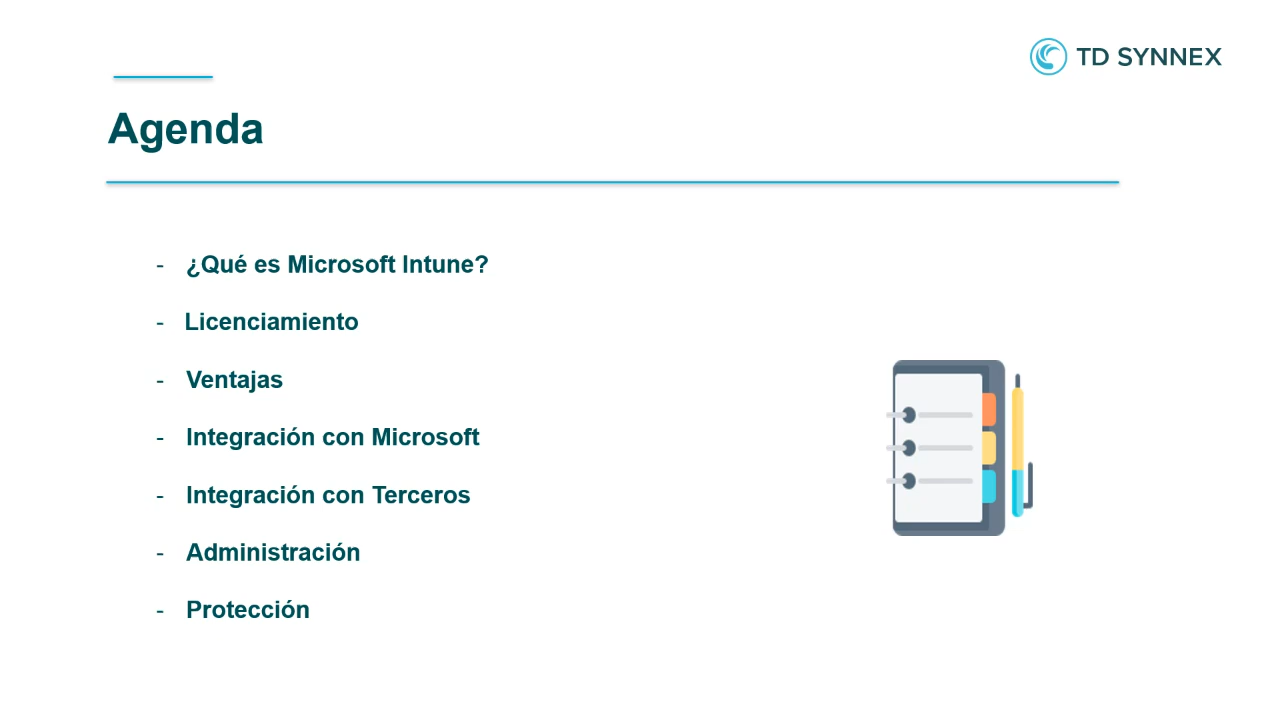 TD SYNNEX
Agenda
- ¿Qué es Microsoft Intune?
- Licenciamiento
- Ventajas
- Integración con Microsoft
- Integración con Terceros
- Administración
- Protección